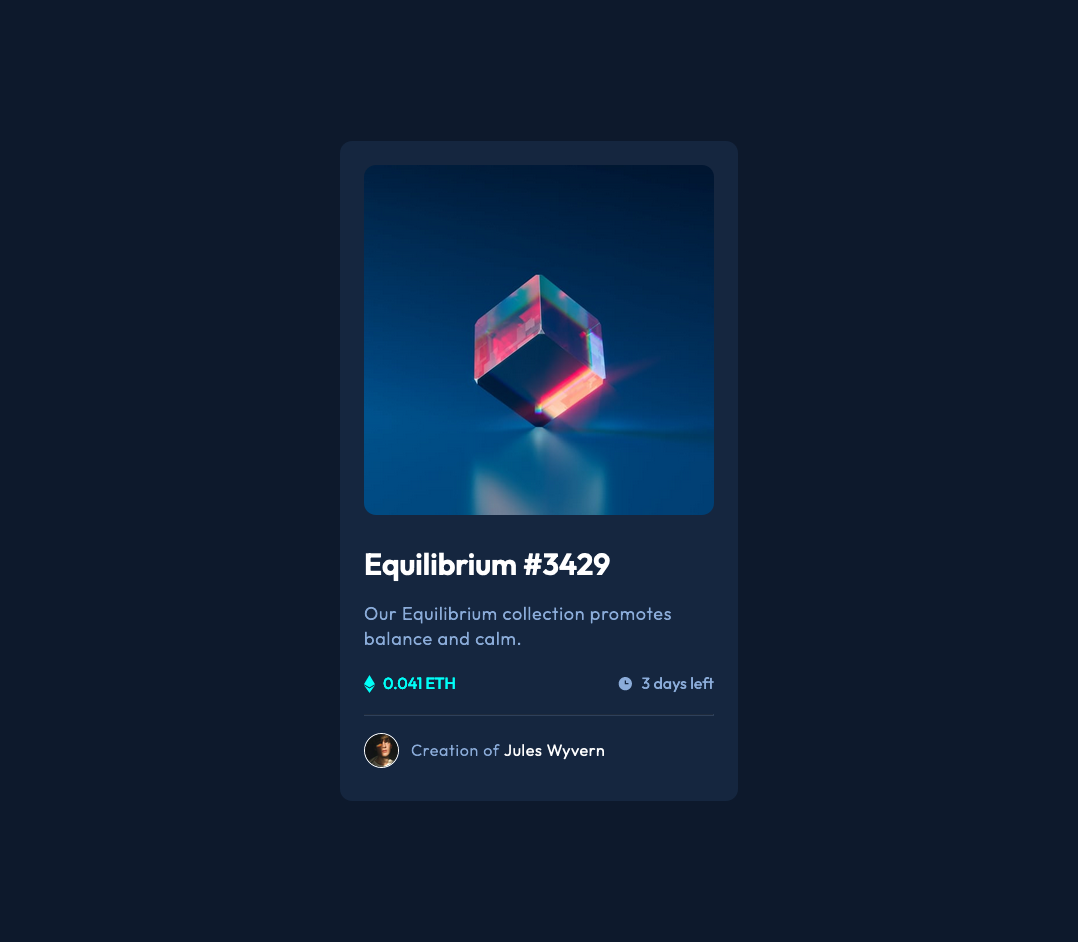 Equilibrium #3429
Our Equilibrium collection promotes
balance and calm.
0.041 ETH
3 days left
Creation of Jules Wyvern